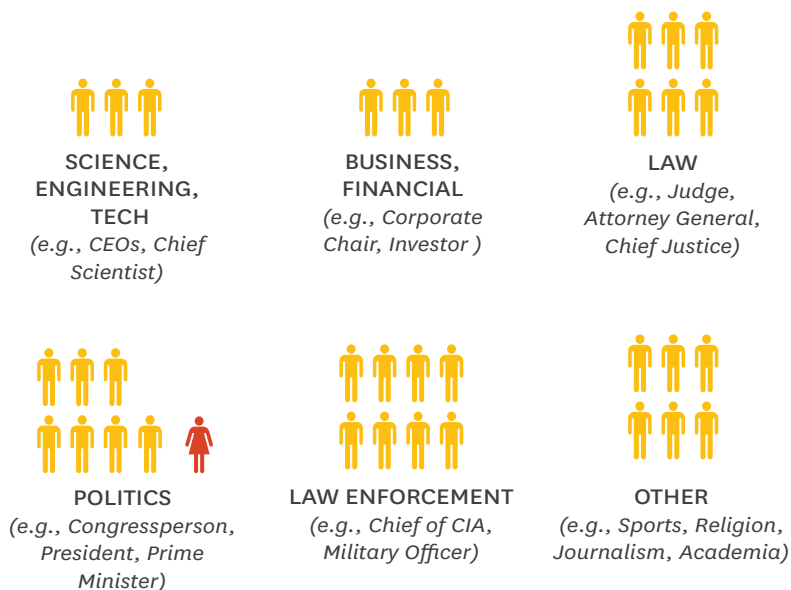 SCIENCE,
ENGINEERING,
TECH
(e.g., CEOs, Chief
Scientist)
BUSINESS,
FINANCIAL
(e.g., Corporate
Chair, Investor )
LAW
(e.g., Judge,
Attorney General,
Chief Justice)
POLITICS
(e.g., Congressperson,
President, Prime
Minister)
LAW ENFORCEMENT
(e.g., Chief of CIA,
Military Officer)
OTHER
(e.g., Sports, Religion,
Journalism, Academia)